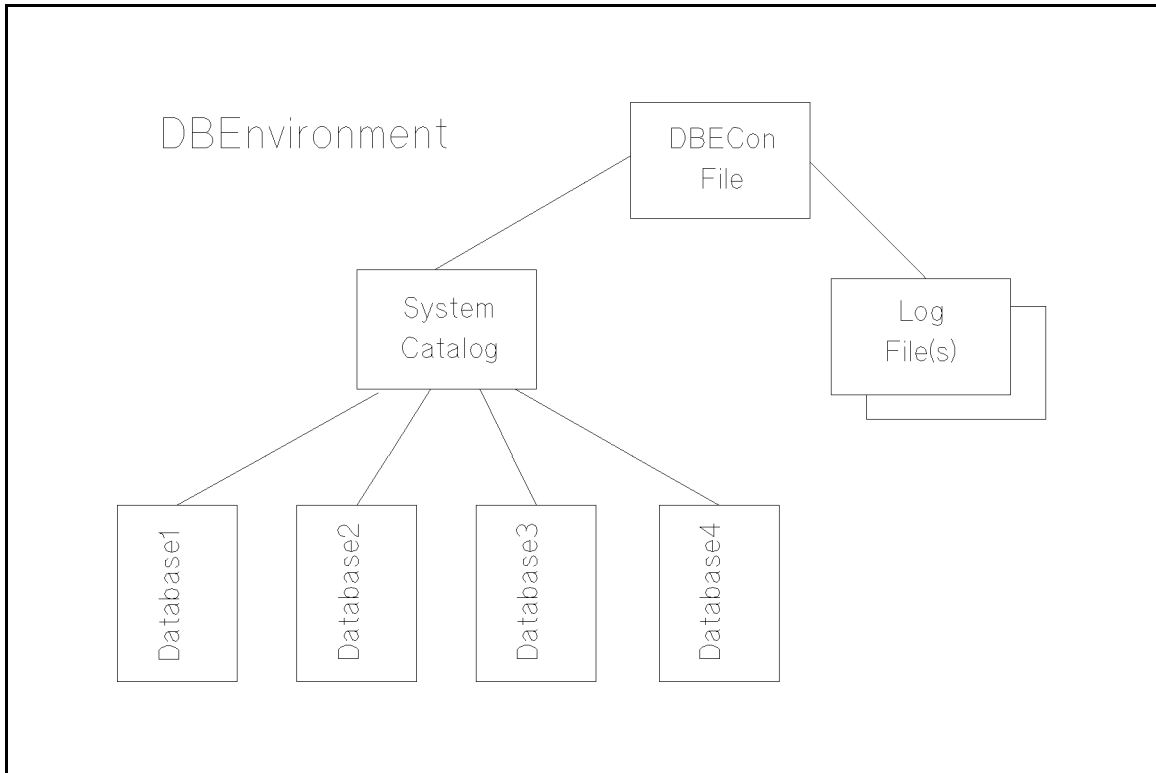 DBEnvironment
DBECon
File
System
Catalog
Log
File(s)
Database1
Database2
Database3
Database4